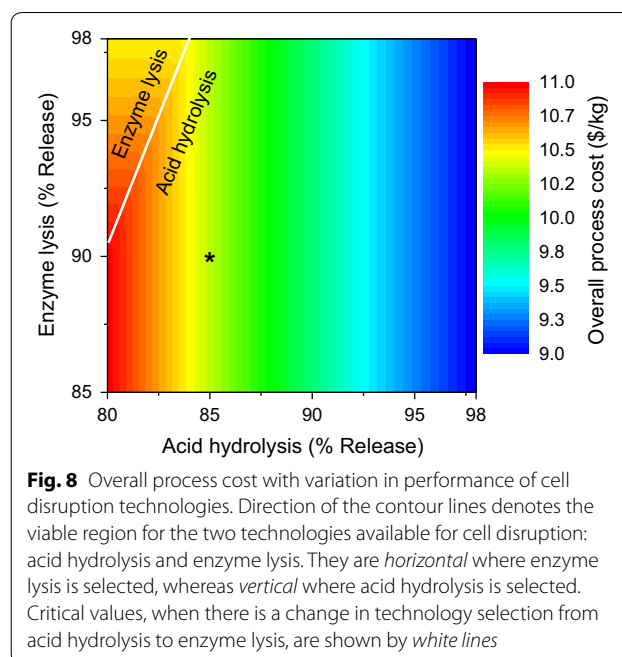 98
95
90
85
Enzyme lysis (% Release)
Enzyme lysis
Acid hydrolysis
*
80
85
90
95
98
Acid hydrolysis (% Release)
11.0
10.7
10.5
10.3
10.0
9.8
9.5
9.3
9.0
Overall process cost ($/kg)
Fig. 8 Overall process cost with variation in performance of cell
disruption technologies. Direction of the contour lines denotes the
viable region for the two technologies available for cell disruption:
acid hydrolysis and enzyme lysis. They are horizontal where enzyme
lysis is selected, whereas vertical where acid hydrolysis is selected.
Critical values, when there is a change in technology selection from
acid hydrolysis to enzyme lysis, are shown by white lines